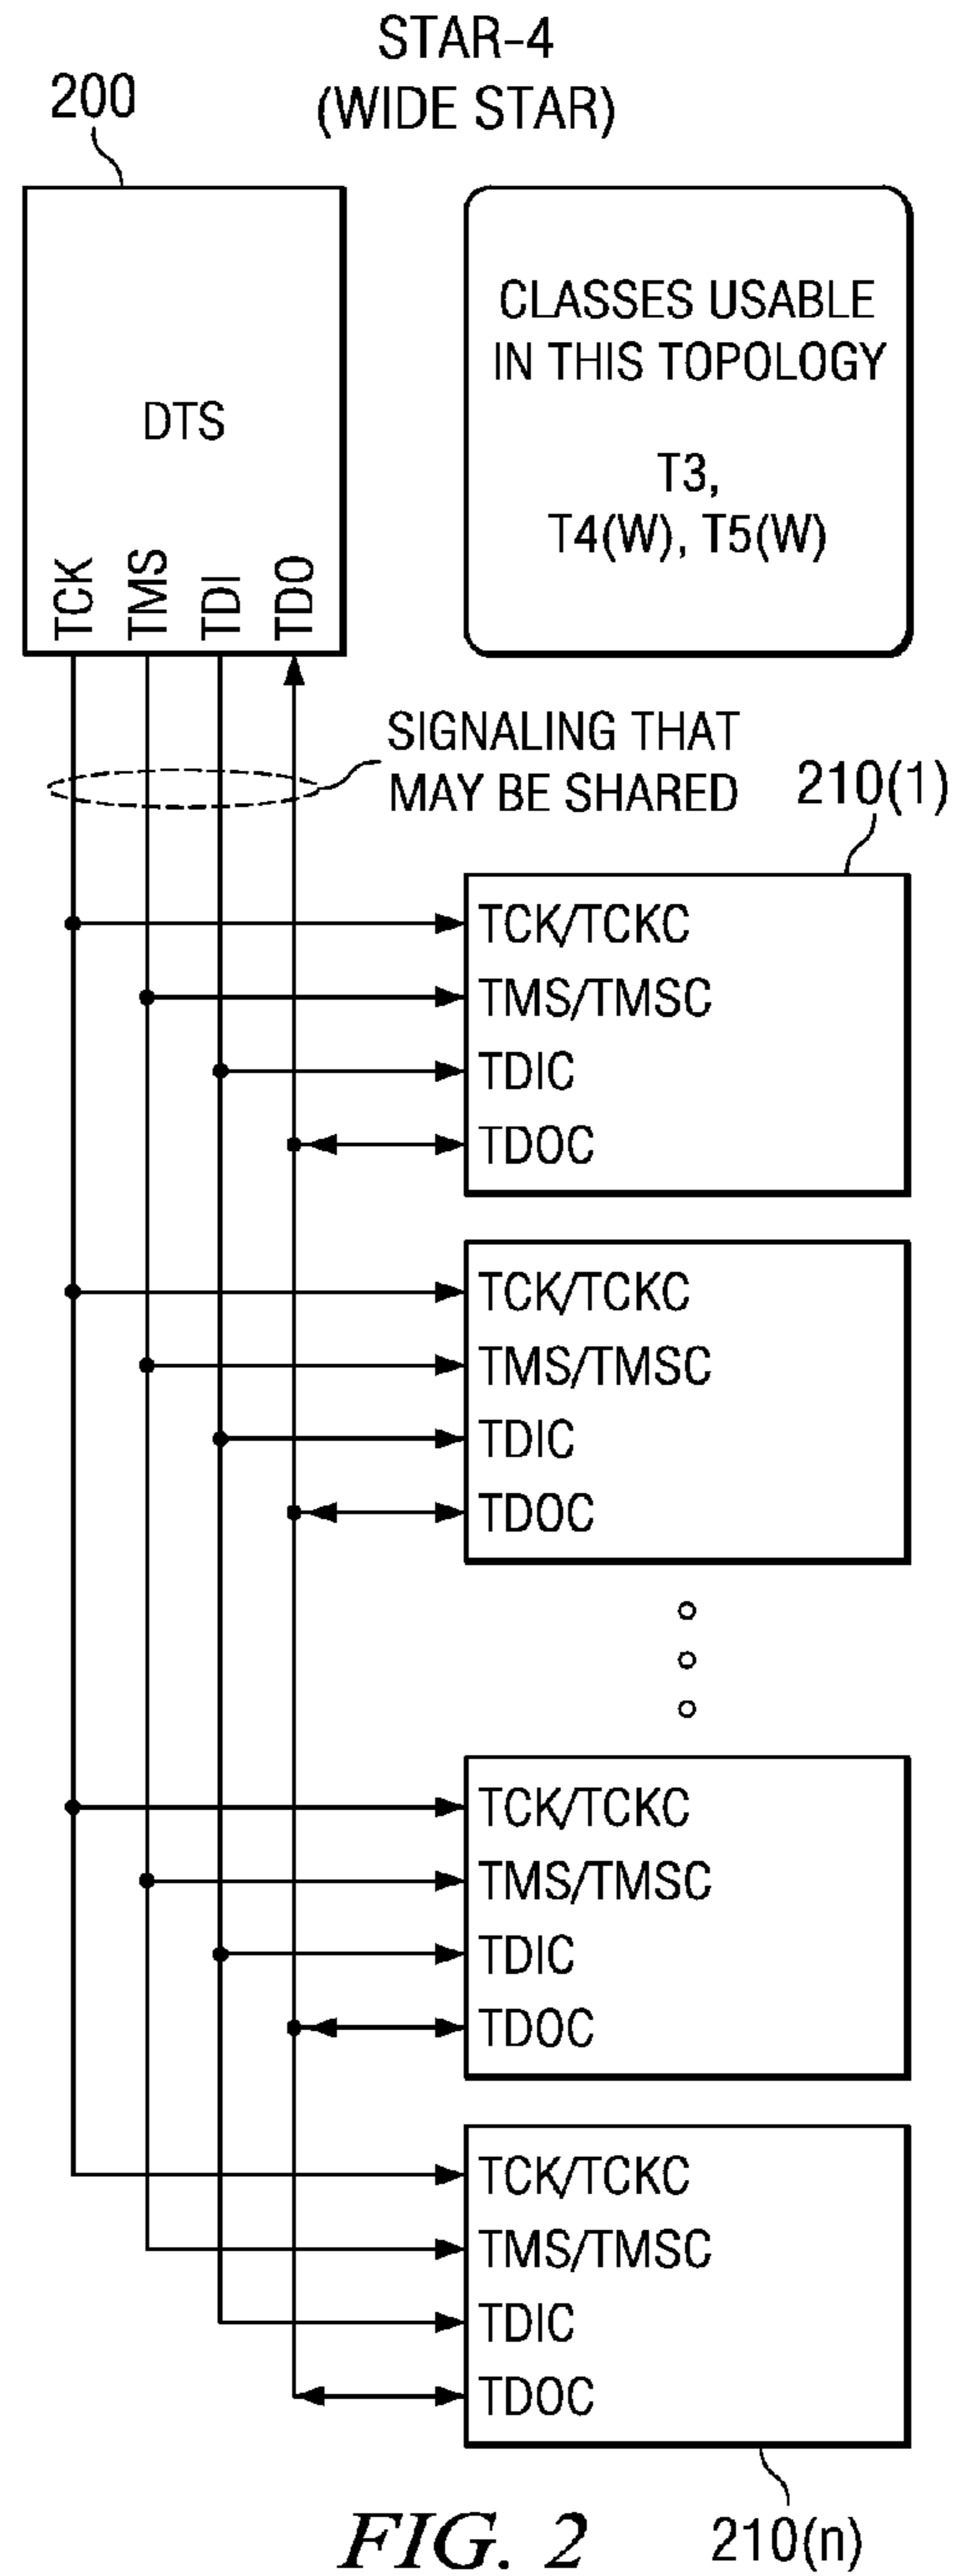 STAR-4
(WIDE STAR)
200
CLASSES USABLE
IN THIS TOPOLOGY
T3,
T4(W), T5(W)
DTS
TCK
TMS
TDI
TDO
SIGNALING THAT
MAY BE SHARED
210(1)
TCK/TCKC
TMS/TMSC
TDIC
TDOC
TCK/TCKC
TMS/TMSC
TDIC
TDOC
TCK/TCKC
TMS/TMSC
TDIC
TDOC
TCK/TCKC
TMS/TMSC
TDIC
TDOC
210(n)
FIG. 2